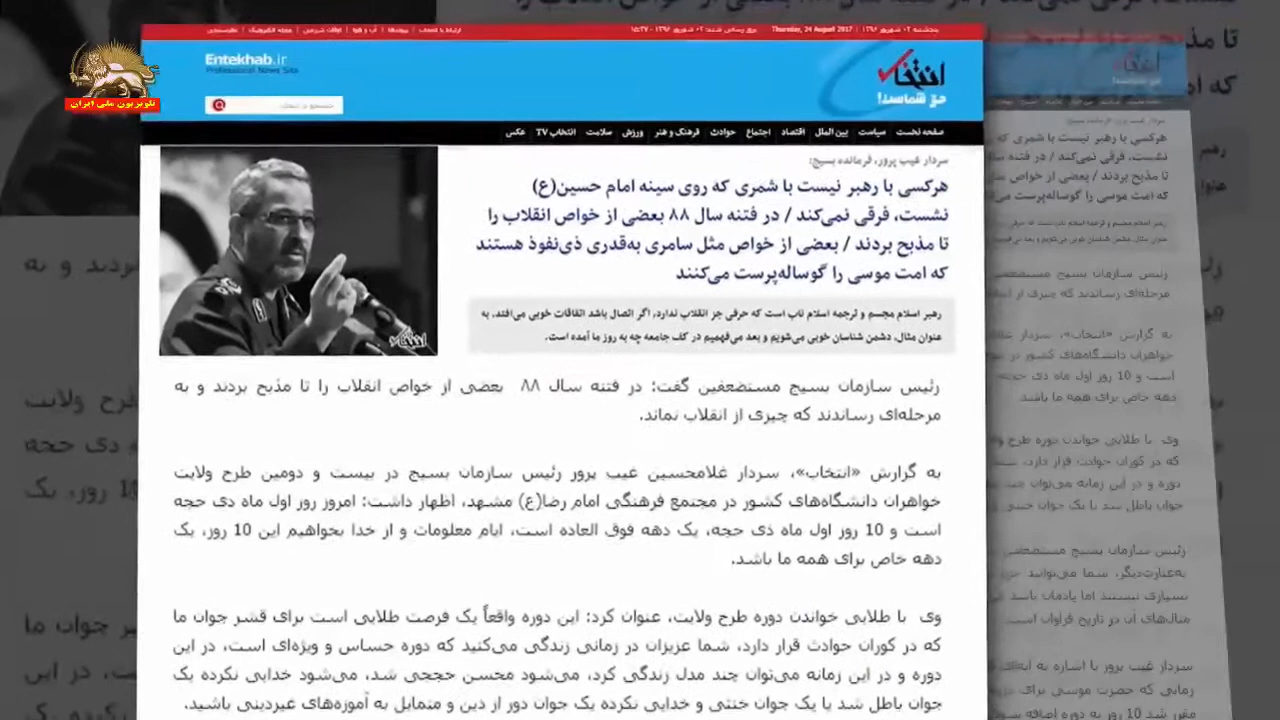 تلویزیون ملی ایران
پنجشنبه ۰۲ شهریور ۱۳۹۶ | Thursday, 24 August 2017
Entekhab.ir
Professional News Site
انتخاب
حق شماست!
صفحه نخست سیاست بین الملل اقتصاد اجتماع حوادث فرهنگ و هنر ورزش سلامت انتخاب TV عکس
سردار غیب پرور، فرمانده بسیج:
هرکسی با رهبر نیست با شمری که روی سینه امام حسین(ع)
نشست، فرقی نمی‌کند / در فتنه سال ۸۸ بعضی از خواص انقلاب را
تا مذبح بردند / بعضی از خواص مثل سامری به‌قدری ذی‌نفوذ هستند
که امت موسی را گوساله‌پرست می‌کنند
رهبر اسلام مجسم و ترجمه اسلام ناب است که حرفی جز انقلاب ندارد، اگر اتصال باشد اتفاقات خوبی می‌افتد. به
عنوان مثال، دشمن شناسان خوبی می‌شویم و بعد می‌فهمیم در کف جامعه چه به روز ما آمده است.
انتخاب
رئیس سازمان بسیج مستضعفین گفت: در فتنه سال ۸۸ بعضی از خواص انقلاب را تا مذبح بردند و به
مرحله‌ای رساندند که چیزی از انقلاب نماند.
به گزارش «انتخاب»، سردار غلامحسین غیب پرور رئیس سازمان بسیج در بیست و دومین طرح ولایت
خواهران دانشگاه‌های کشور در مجتمع فرهنگی امام رضا(ع) مشهد، اظهار داشت: امروز روز اول ماه ذی حجه
است و 10 روز اول ماه ذی حجه، یک دهه فوق العاده است، ایام معلومات و از خدا بخواهیم این 10 روز، یک
دهه خاص برای همه ما باشد.
وی با طلایی خواندن دوره طرح ولایت، عنوان کرد: این دوره واقعاً یک فرصت طلایی است برای قشر جوان ما
که در کوران حوادث قرار دارد، شما عزیزان در زمانی زندگی می‌کنید که دوره حساس و ویژه‌ای است، در این
دوره و در این زمانه می‌توان چند مدل زندگی کرد، می‌شود محسن حججی شد، می‌شود خدایی نکرده یک
جوان باطل شد یا یک جوان خنثی و خدایی نکرده یک جوان دور از دین و متمایل به آموزه‌های غیردینی باشید.